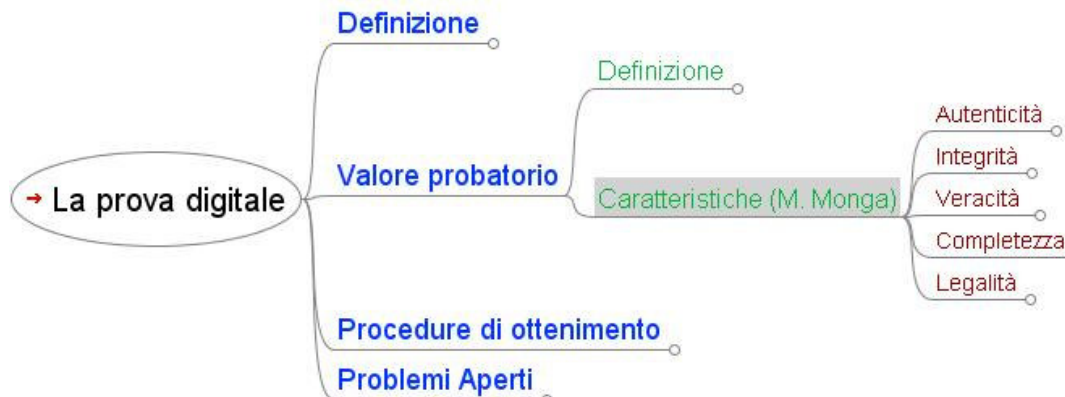 La prova digitale
Definizione
Valore probatorio
Definizione
Caratteristiche (M. Monga)
Autenticità
Integrità
Veracità
Completezza
Legalità
Procedure di ottenimento
Problemi Aperti